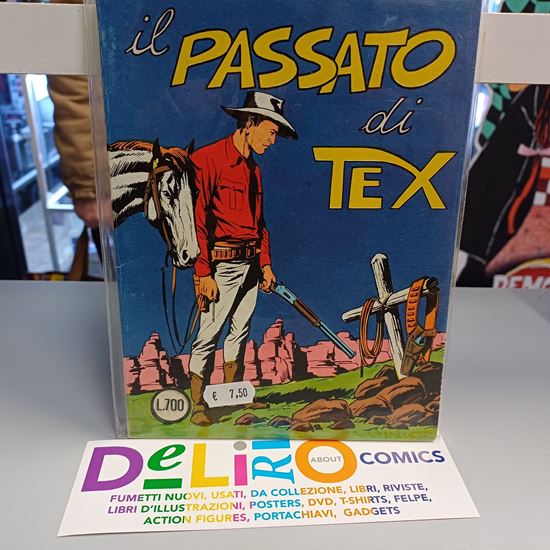 il
PASSATO
di
TEX
L.700
€ 7,50
DeLiRiO ABOUT COMICS
FUMETTI NUOVI, USATI, DA COLLEZIONE, LIBRI, RIVISTE,
LIBRI D'ILLUSTRAZIONI, POSTERS, DVD, T-SHIRTS, FELPE,
ACTION FIGURES, PORTACHIAVI, GADGETS